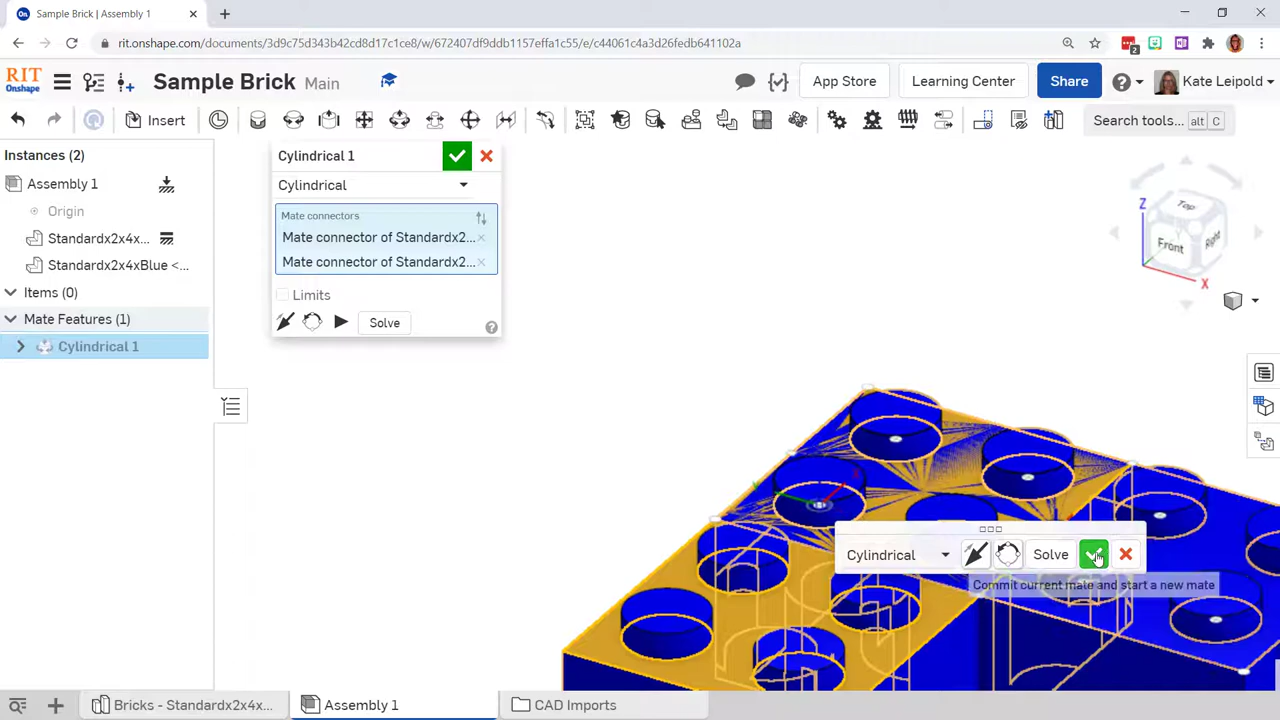 Sample Brick | Assembly 1
rit.onshape.com/documents/3d9c75d343b42cd8d17c1ce8/w/67307df0ddb1157effa1c55/e/c44061c4a3d26fedb641102a
2
RIT
Onshape
Sample Brick Main
App Store
Learning Center
Share
Kate Leipold
Insert
Search tools... alt C
Instances (2)
Assembly 1
Origin
Standardx2x4x...
Standardx2x4xBlue <...
Items (0)
Mate Features (1)
Cylindrical 1
Cylindrical 1
Cylindrical
Mate connectors
Mate connector of Standardx2...
Mate connector of Standardx2...
Limits
Solve
Top
Front
Right
Z
X
Cylindrical
Solve
Commit current mate and start a new mate
Bricks - Standardx2x4x...
Assembly 1
CAD Imports